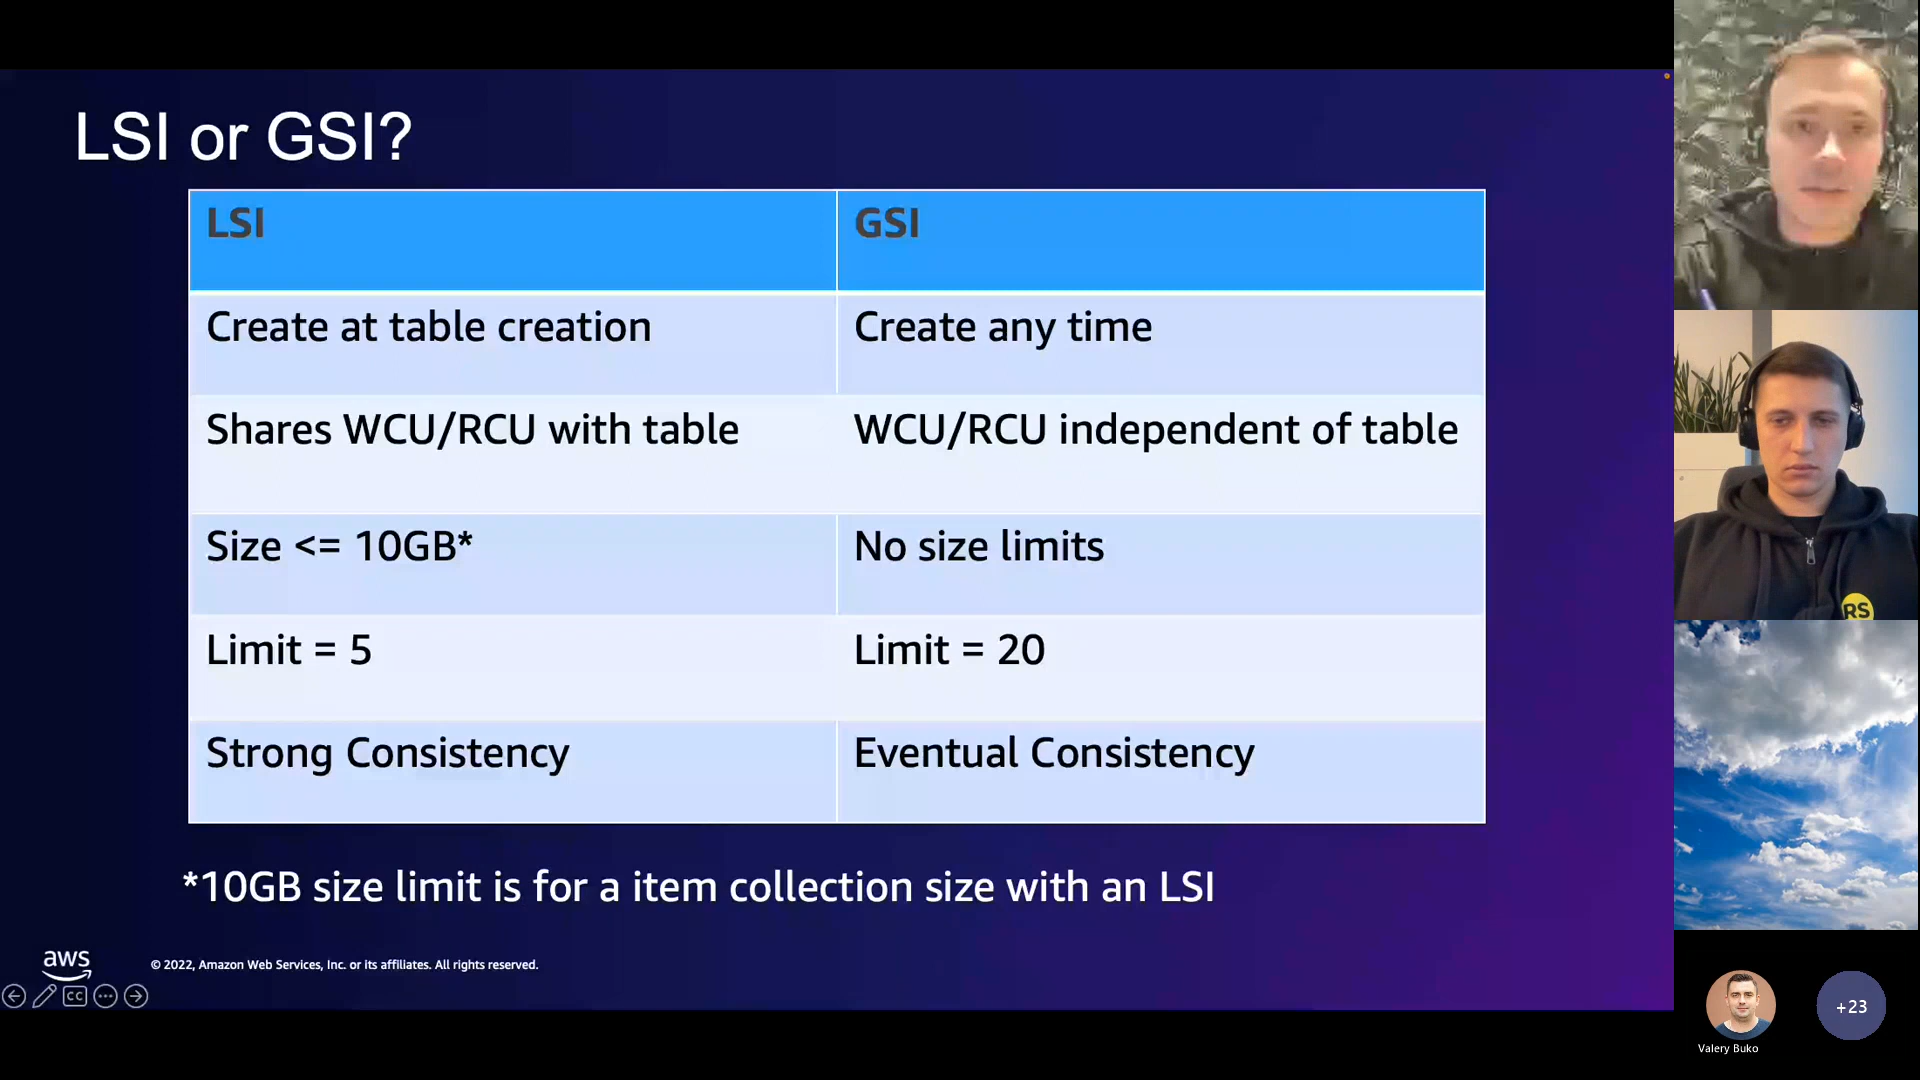 LSI or GSI?
LSI GSI
Create at table creation Create any time
Shares WCU/RCU with table WCU/RCU independent of table
Size <= 10GB* No size limits
Limit = 5 Limit = 20
Strong Consistency Eventual Consistency
*10GB size limit is for a item collection size with an LSI
aws
© 2022, Amazon Web Services, Inc. or its affiliates. All rights reserved.
CC
RS
+23
Valery Buko